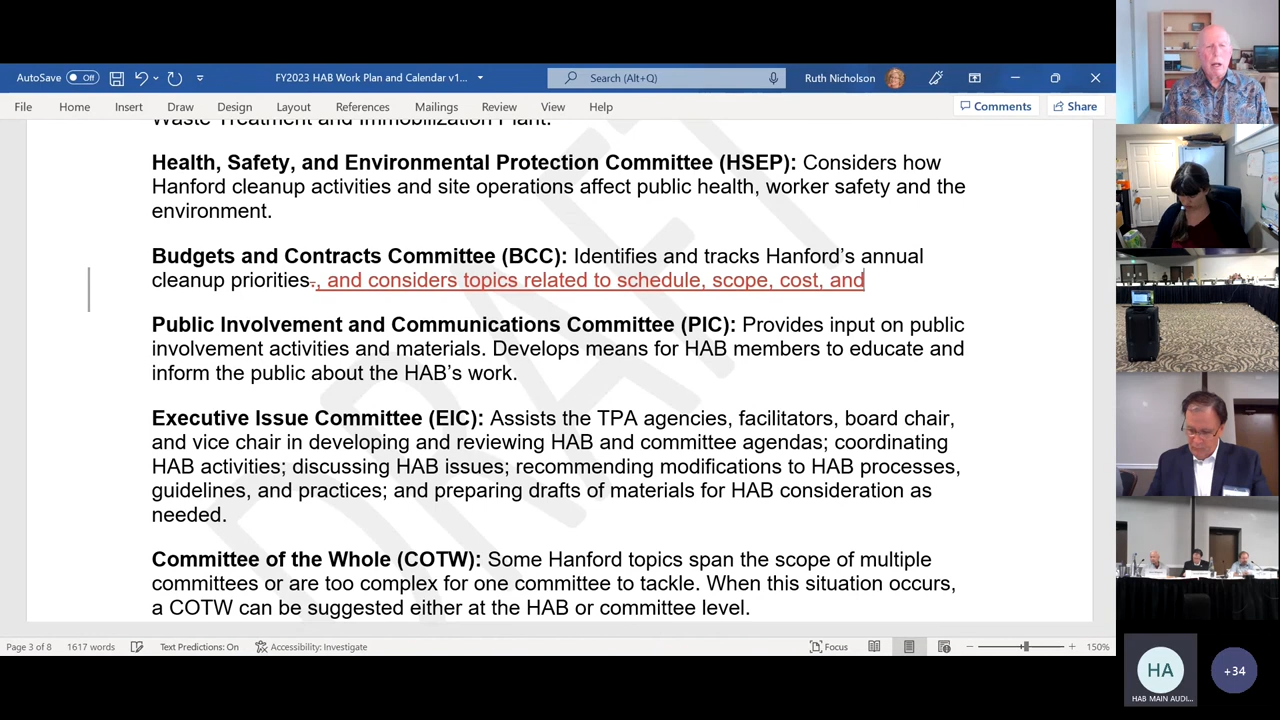 AutoSave Off
FY2023 HAB Work Plan and Calendar v1...
Search (Alt+Q)
Ruth Nicholson
File Home Insert Draw Design Layout References Mailings Review View Help Comments Share
Waste Treatment and Immobilization Plant.
Health, Safety, and Environmental Protection Committee (HSEP): Considers how
Hanford cleanup activities and site operations affect public health, worker safety and the
environment.
Budgets and Contracts Committee (BCC): Identifies and tracks Hanford’s annual
cleanup priorities., and considers topics related to schedule, scope, cost, and
Public Involvement and Communications Committee (PIC): Provides input on public
involvement activities and materials. Develops means for HAB members to educate and
inform the public about the HAB’s work.
Executive Issue Committee (EIC): Assists the TPA agencies, facilitators, board chair,
and vice chair in developing and reviewing HAB and committee agendas; coordinating
HAB activities; discussing HAB issues; recommending modifications to HAB processes,
guidelines, and practices; and preparing drafts of materials for HAB consideration as
needed.
Committee of the Whole (COTW): Some Hanford topics span the scope of multiple
committees or are too complex for one committee to tackle. When this situation occurs,
a COTW can be suggested either at the HAB or committee level.
DRAFT
Page 3 of 8 1617 words Text Predictions: On Accessibility: Investigate Focus 150%
HA
HAB MAIN AUDI...
+34